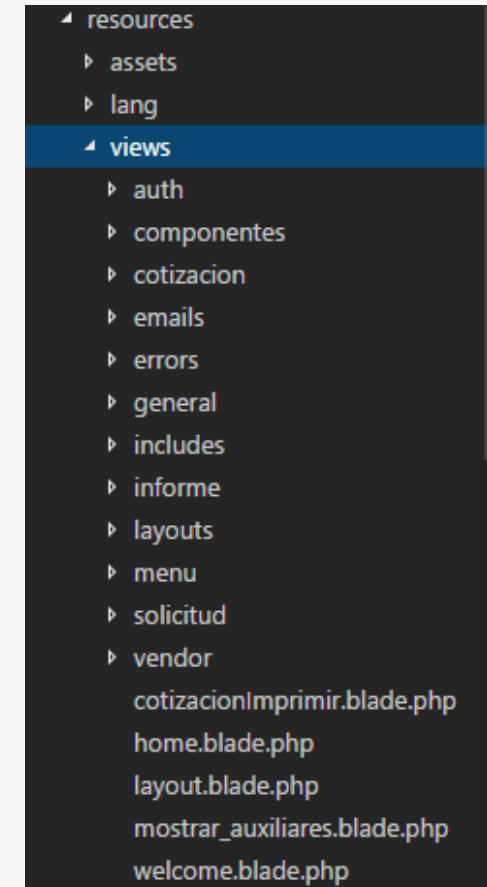 resources
assets
lang
views
auth
componentes
cotizacion
emails
errors
general
includes
informe
layouts
menu
solicitud
vendor
cotizacionImprimir.blade.php
home.blade.php
layout.blade.php
mostrar_auxiliares.blade.php
welcome.blade.php